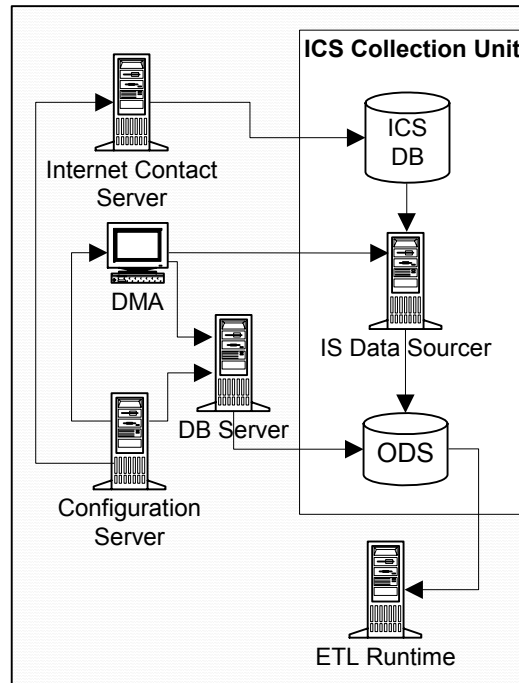 ICS Collection Unit
ICS
DB
Internet Contact
Server
DMA
IS Data Sourcer
DB Server
ODS
Configuration
Server
ETL Runtime